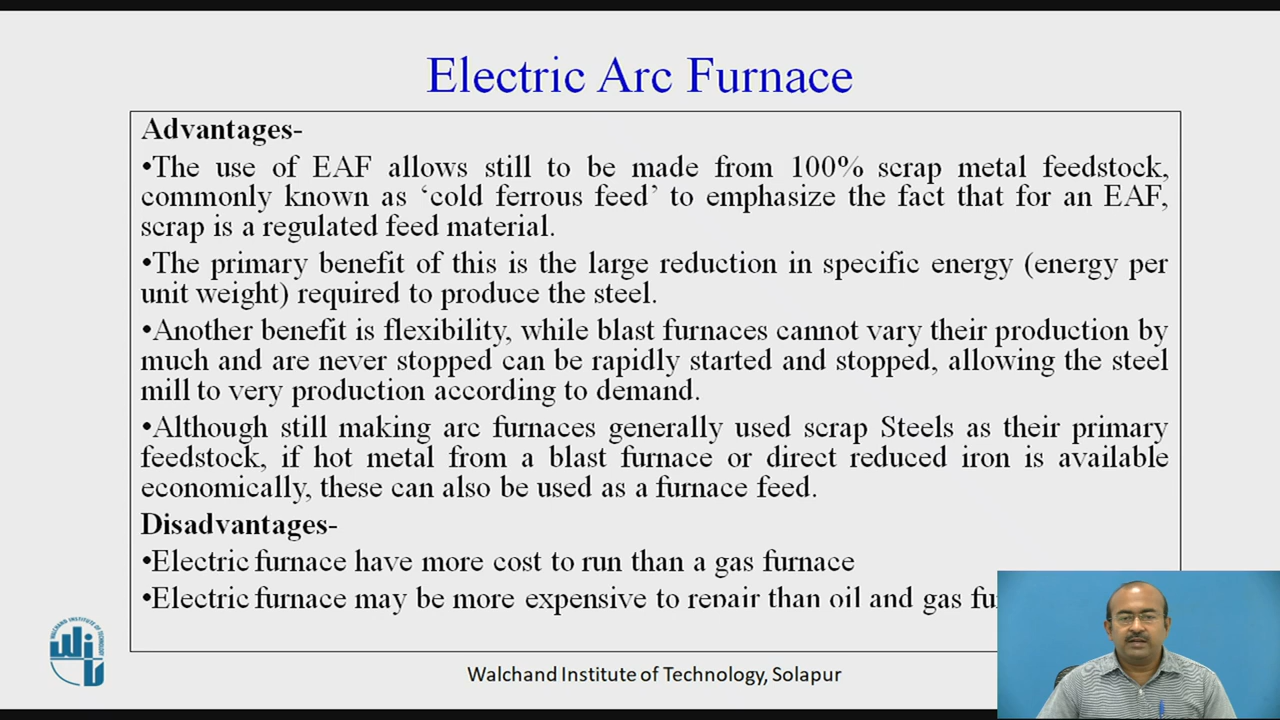 Electric Arc Furnace
Advantages-
•The use of EAF allows still to be made from 100% scrap metal feedstock,
commonly known as ‘cold ferrous feed’ to emphasize the fact that for an EAF,
scrap is a regulated feed material.
•The primary benefit of this is the large reduction in specific energy (energy per
unit weight) required to produce the steel.
•Another benefit is flexibility, while blast furnaces cannot vary their production by
much and are never stopped can be rapidly started and stopped, allowing the steel
mill to very production according to demand.
•Although still making arc furnaces generally used scrap Steels as their primary
feedstock, if hot metal from a blast furnace or direct reduced iron is available
economically, these can also be used as a furnace feed.
Disadvantages-
•Electric furnace have more cost to run than a gas furnace
•Electric furnace may be more expensive to repair than oil and gas
WALCHAND INSTITUTE OF TECHNOLOGY
Walchand Institute of Technology, Solapur